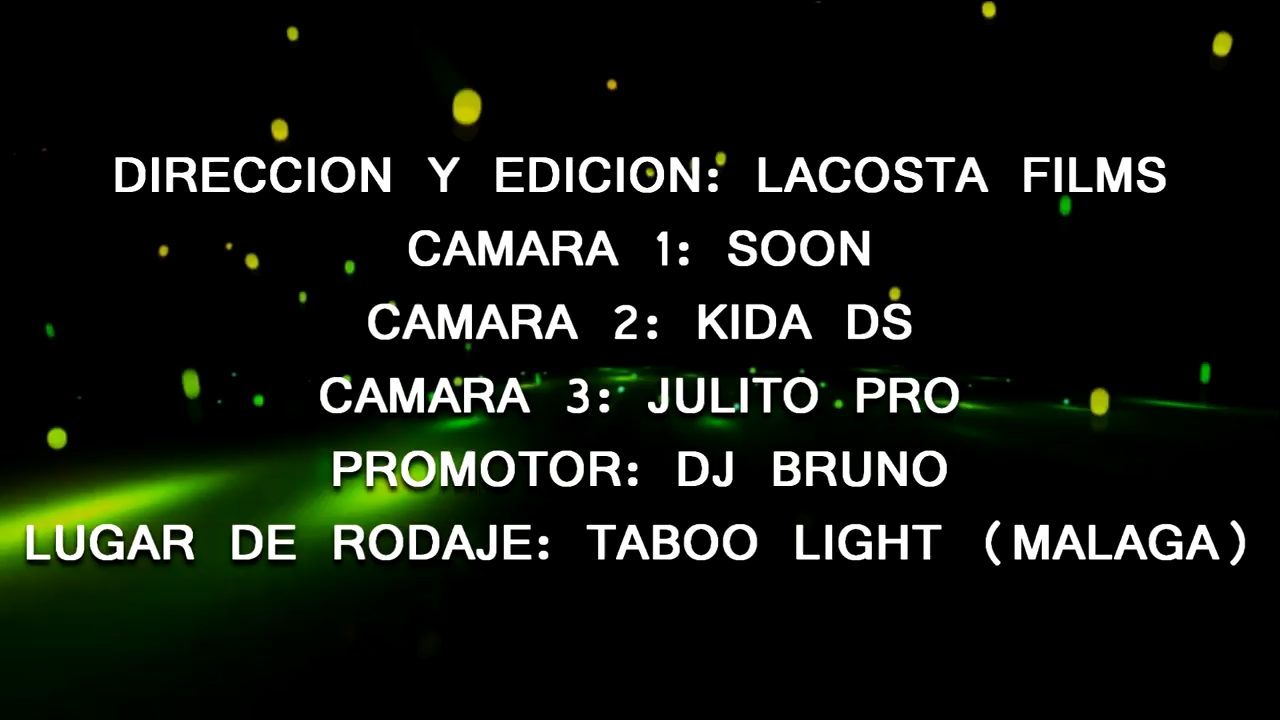 DIRECCION Y EDICION: LACOSTA FILMS
CAMARA 1: SOON
CAMARA 2: KIDA DS
CAMARA 3: JULITO PRO
PROMOTOR: DJ BRUNO
LUGAR DE RODAJE: TABOO LIGHT (MALAGA)